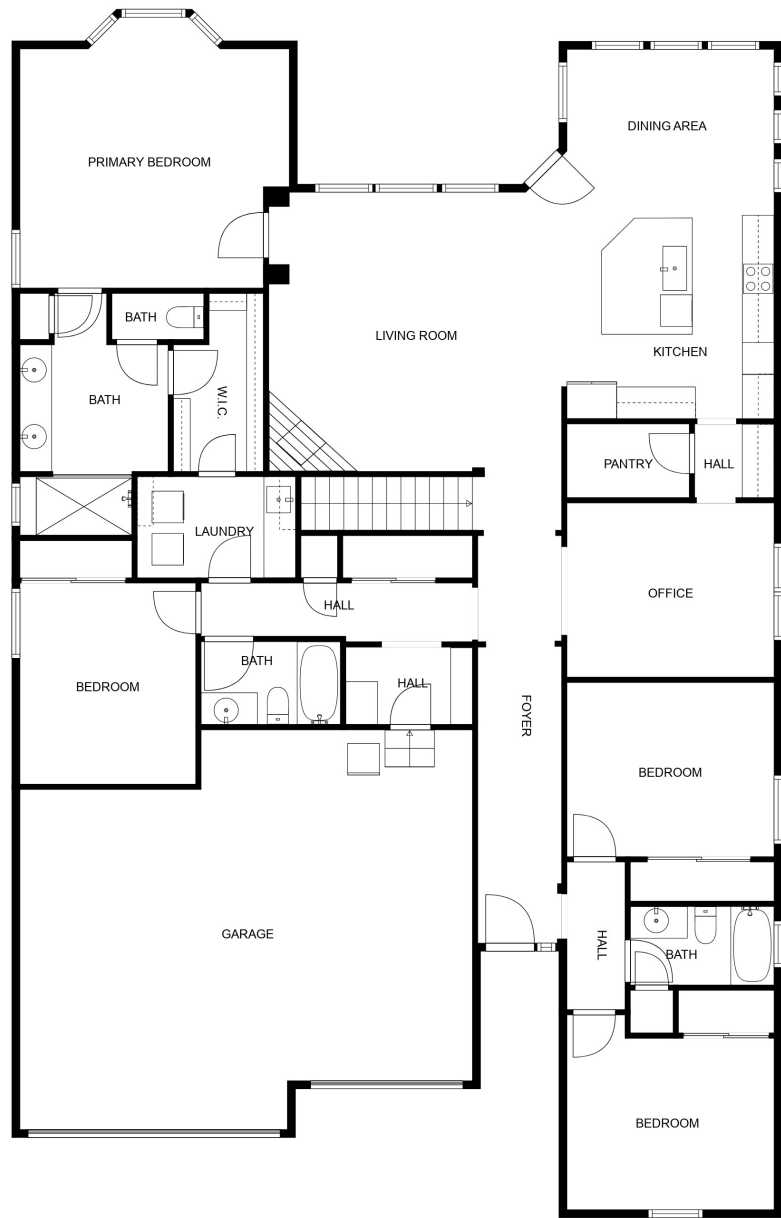 DINING AREA
PRIMARY BEDROOM
BATH
LIVING ROOM
KITCHEN
BATH
W.I.C.
PANTRY
HALL
LAUNDRY
OFFICE
HALL
BATH
BEDROOM
HALL
FOYER
BEDROOM
GARAGE
HALL
BATH
BEDROOM